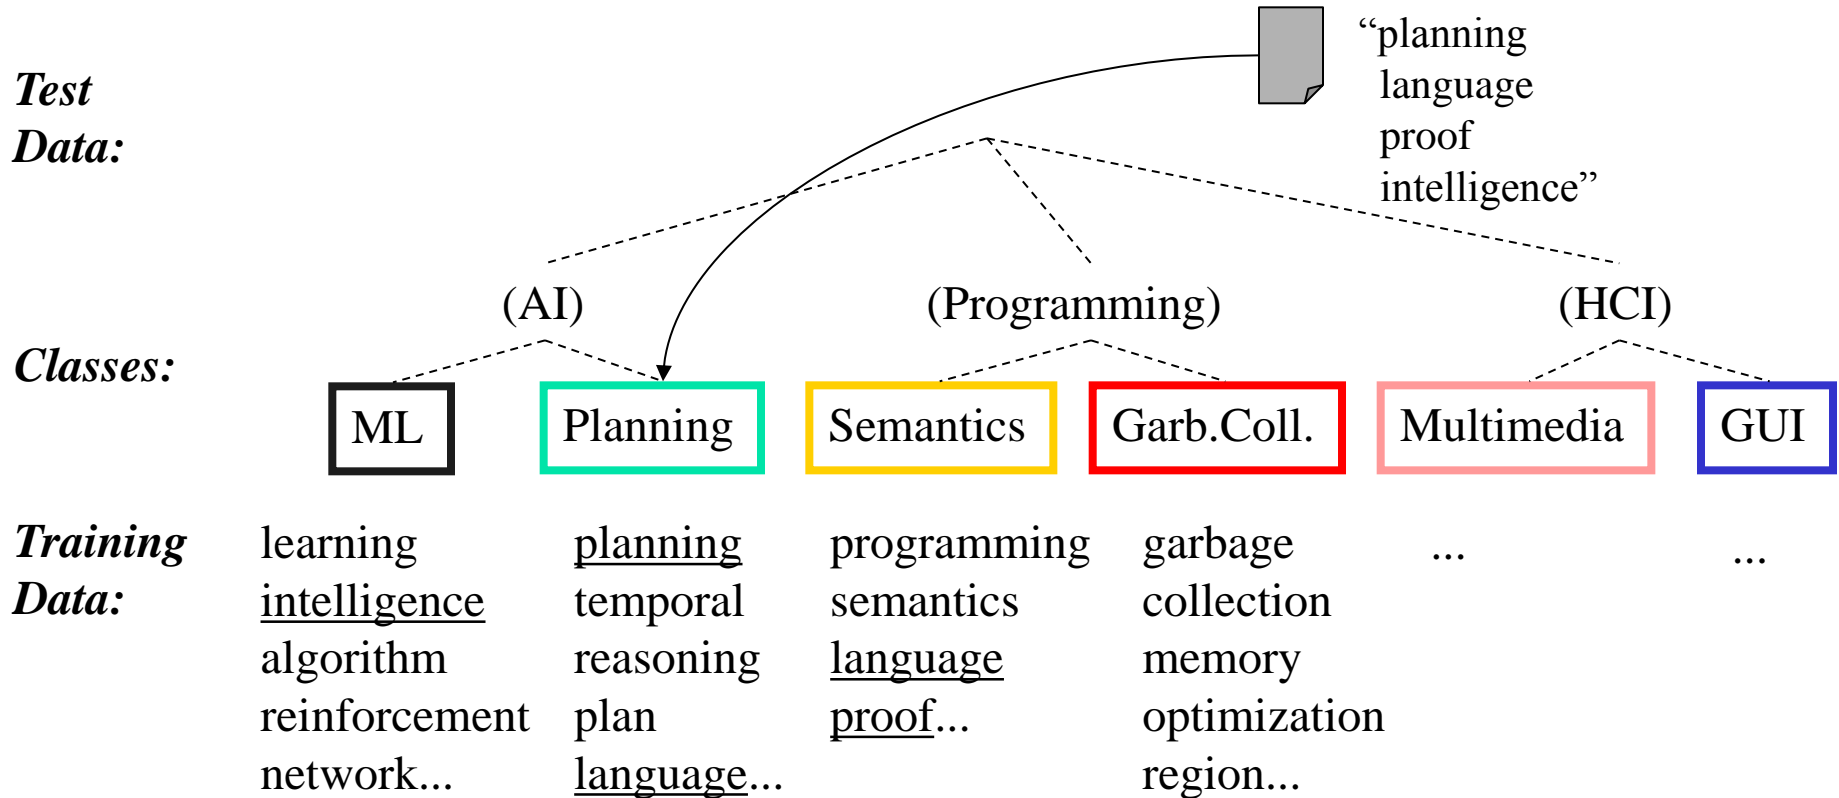 “planning
language
proof
intelligence”
Test
Data:
(AI) (Programming) (HCI)
Classes:
ML Planning Semantics Garb.Coll. Multimedia GUI
Training
Data:
learning planning programming garbage ... ...
intelligence temporal semantics collection
algorithm reasoning language memory
reinforcement plan proof... optimization
network... language... region...